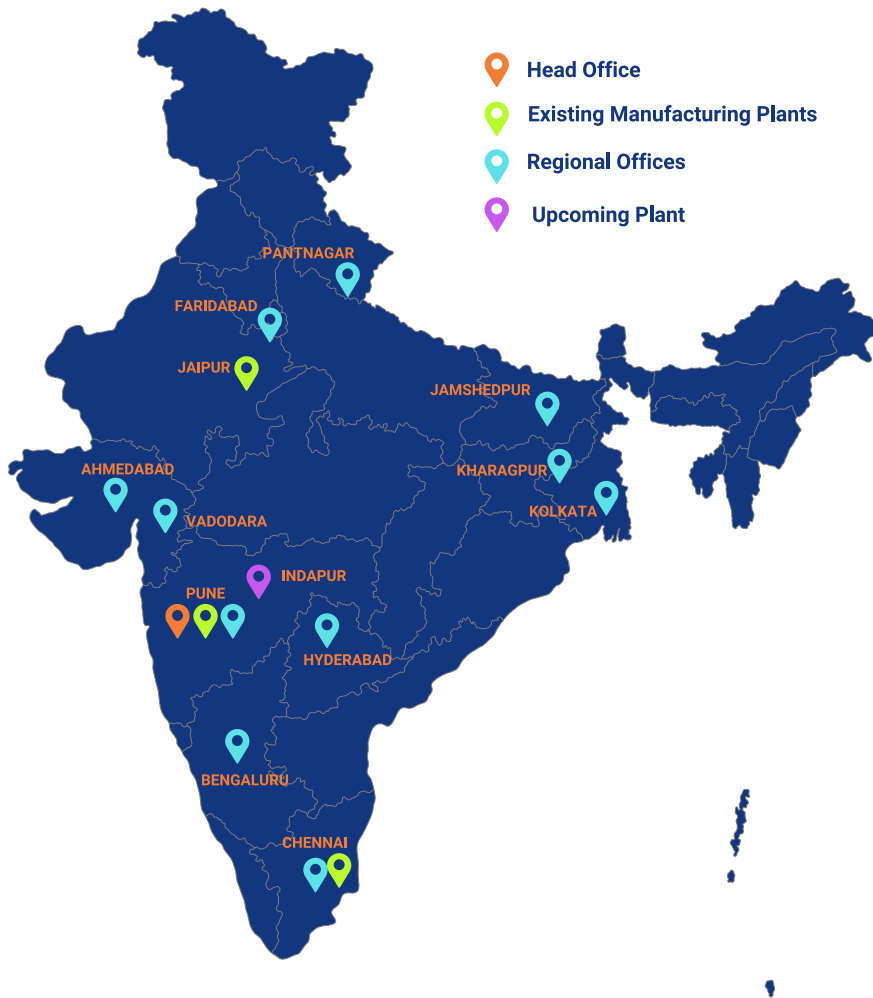 Head Office
Existing Manufacturing Plants
Regional Offices
Upcoming Plant
PANTNAGAR
FARIDABAD
JAIPUR
JAMSHEDPUR
AHMEDABAD
KHARAGPUR
KOLKATA
VADODARA
INDAPUR
PUNE
HYDERABAD
BENGALURU
CHENNAI